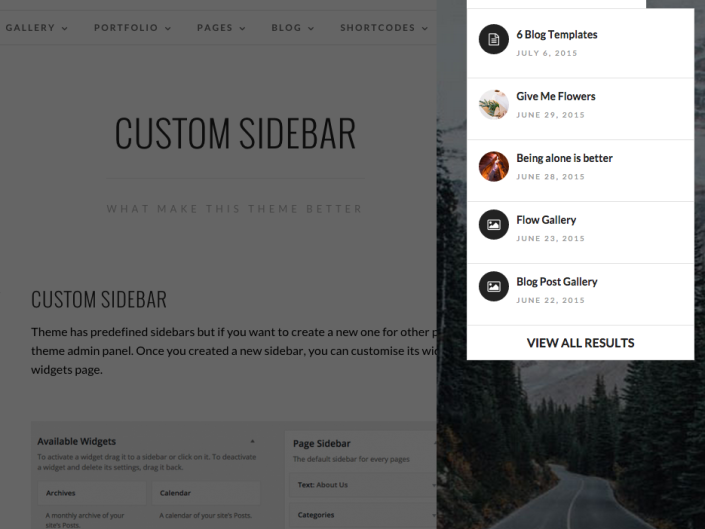 GALLERY PORTFOLIO PAGES BLOG SHORTCODES
CUSTOM SIDEBAR
WHAT MAKE THIS THEME BETTER
CUSTOM SIDEBAR
Theme has predefined sidebars but if you want to create a new one for other
theme admin panel. Once you created a new sidebar, you can customise its
widgets page.
Available Widgets
To activate a widget drag it to a sidebar or click on it. To deactivate
a widget and delete its settings, drag it back.
Archives
A monthly archive of your
site's Posts.
Calendar
A calendar of your site's Posts.
Page Sidebar
The default sidebar for every pages
Text: About Us
Categories
6 Blog Templates
JULY 6, 2015
Give Me Flowers
JUNE 29, 2015
Being alone is better
JUNE 28, 2015
Flow Gallery
JUNE 23, 2015
Blog Post Gallery
JUNE 22, 2015
VIEW ALL RESULTS